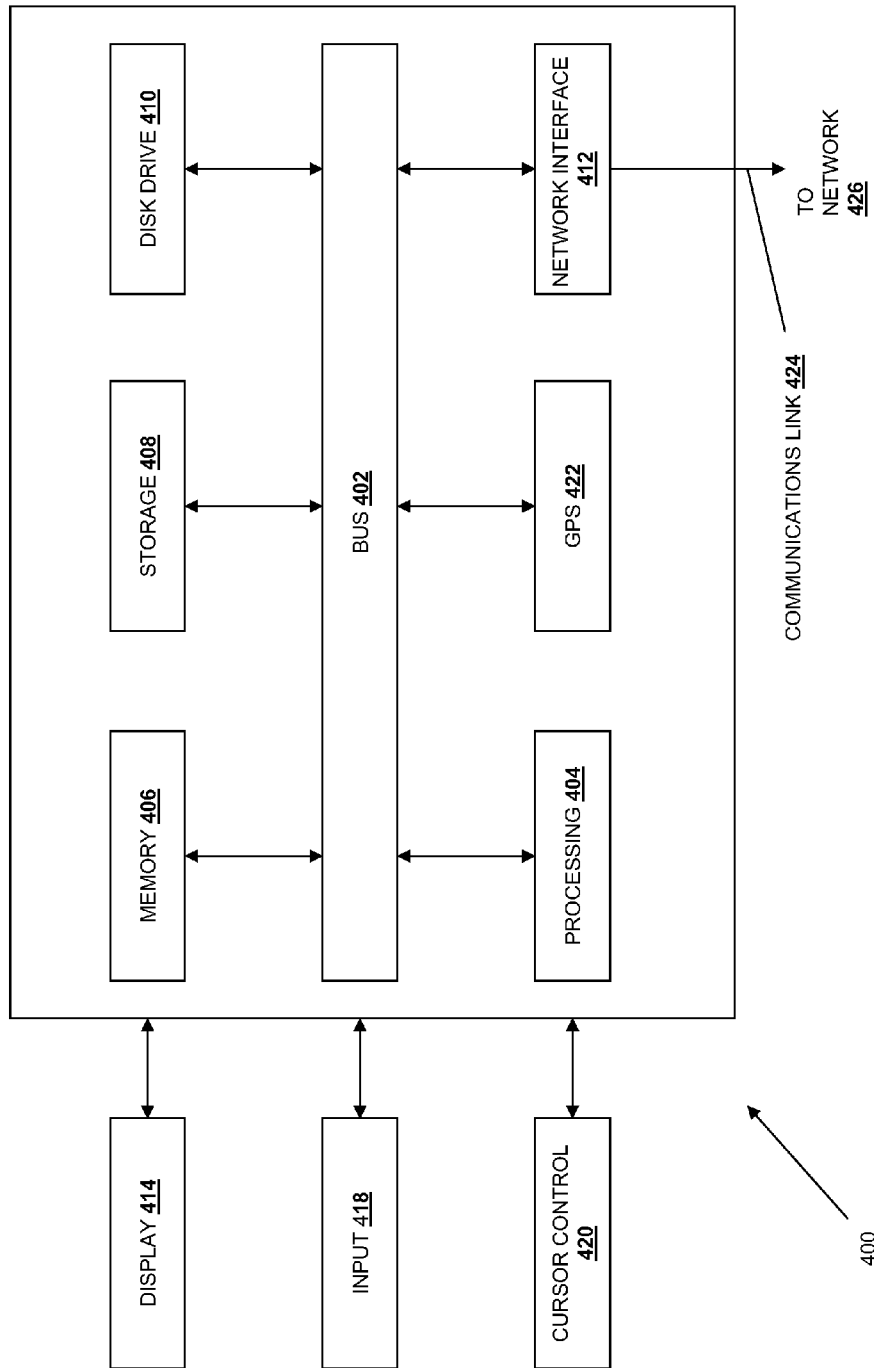 DISPLAY 414
MEMORY 406
STORAGE 408
DISK DRIVE 410
INPUT 418
BUS 402
CURSOR CONTROL
420
PROCESSING 404
GPS 422
NETWORK INTERFACE
412
COMMUNICATIONS LINK 424
TO
NETWORK
426
400